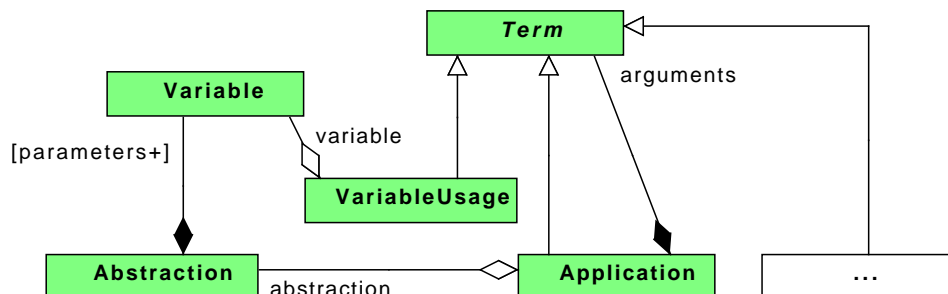 Term
arguments
Variable
variable
[parameters+]
VariableUsage
Abstraction
abstraction
Application
...